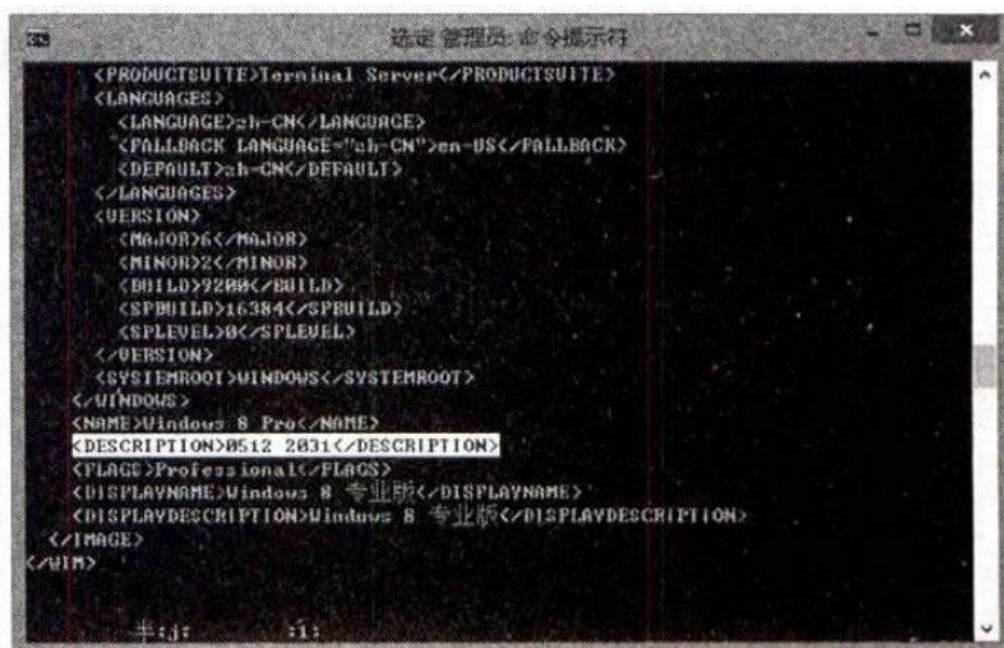 选定 管理员: 命令提示符
<PRODUCTSUITE>Terminal Server</PRODUCTSUITE>
<LANGUAGES>
<LANGUAGE>zh-CN</LANGUAGE>
<FALLBACK LANGUAGE="zh-CN">en-US</FALLBACK>
<DEFAULT>zh-CN</DEFAULT>
</LANGUAGES>
<VERSION>
<MAJOR>6</MAJOR>
<MINOR>2</MINOR>
<BUILD>9200</BUILD>
<SPBUILD>16384</SPBUILD>
<SPLEVEL>0</SPLEVEL>
</VERSION>
<SYSTEMROOT>WINDOWS</SYSTEMROOT>
</WINDOWS>
<NAME>Windows 8 Pro</NAME>
<DESCRIPTION>0512 2031</DESCRIPTION>
<FLAGS>Professional</FLAGS>
<DISPLAYNAME>Windows 8 专业版</DISPLAYNAME>
<DISPLAYDESCRIPTION>Windows 8 专业版</DISPLAYDESCRIPTION>
</IMAGE>
</WIM>
半:j: :1: